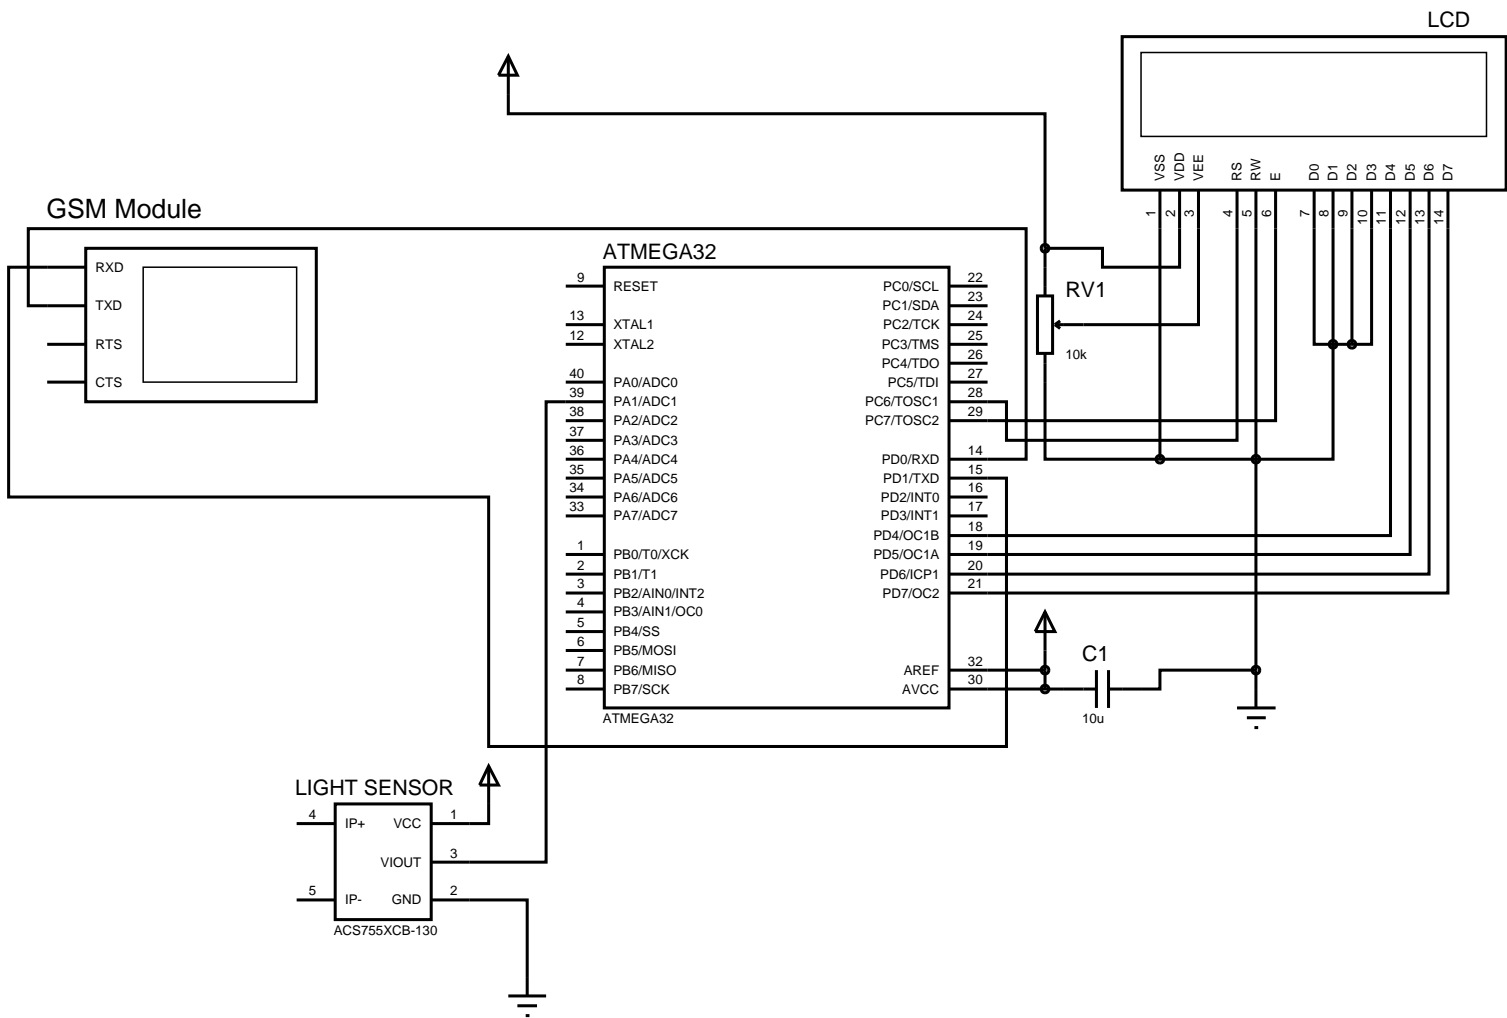 LCD
VSS
VDD
VEE
RS
RW
E
D0
D1
D2
D3
D4
D5
D6
D7
1
2
3
4
5
6
7
8
9
10
11
12
13
14
GSM Module
RXD
TXD
RTS
CTS
ATMEGA32
9 RESET
13 XTAL1
12 XTAL2
40 PA0/ADC0
39 PA1/ADC1
38 PA2/ADC2
37 PA3/ADC3
36 PA4/ADC4
35 PA5/ADC5
34 PA6/ADC6
33 PA7/ADC7
1 PB0/T0/XCK
2 PB1/T1
3 PB2/AIN0/INT2
4 PB3/AIN1/OC0
5 PB4/SS
6 PB5/MOSI
7 PB6/MISO
8 PB7/SCK
PC0/SCL 22
PC1/SDA 23
PC2/TCK 24
PC3/TMS 25
PC4/TDO 26
PC5/TDI 27
PC6/TOSC1 28
PC7/TOSC2 29
PD0/RXD 14
PD1/TXD 15
PD2/INT0 16
PD3/INT1 17
PD4/OC1B 18
PD5/OC1A 19
PD6/ICP1 20
PD7/OC2 21
AREF 32
AVCC 30
ATMEGA32
RV1
10k
C1
10u
LIGHT SENSOR
4 IP+ VCC 1
VIOUT 3
5 IP- GND 2
ACS755XCB-130